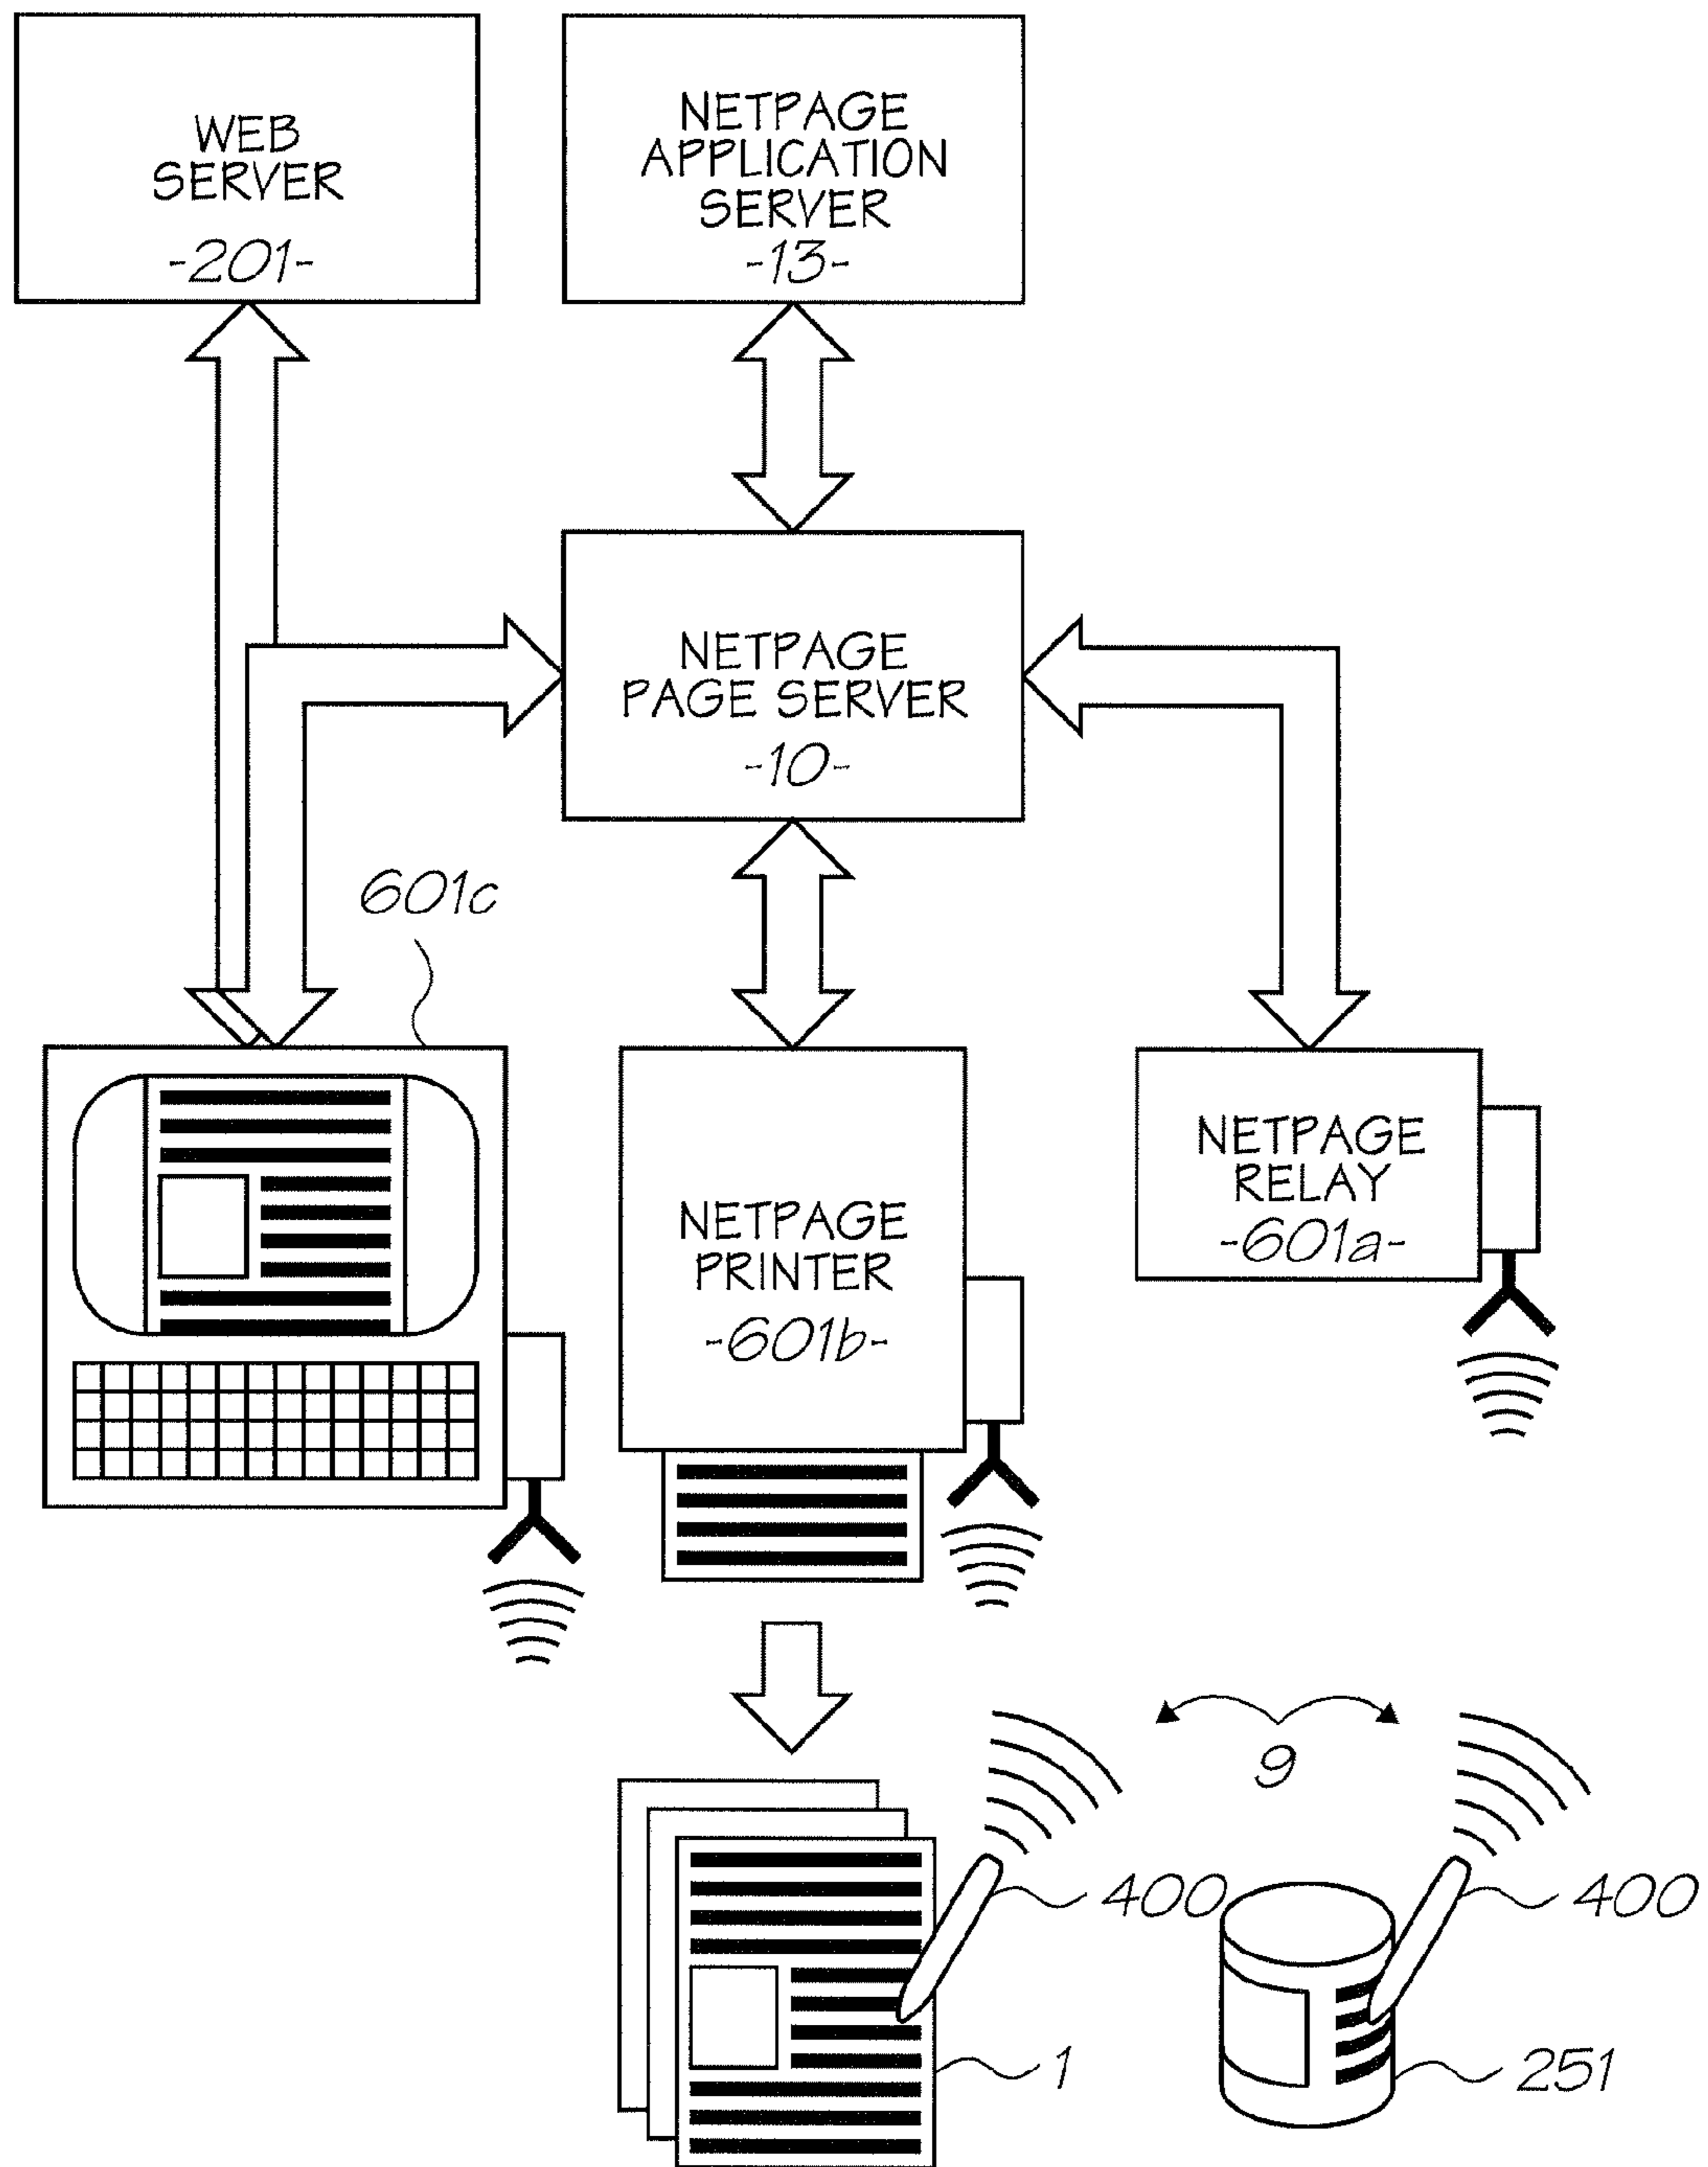 WEB
SERVER
-201-
NETPAGE
APPLICATION
SERVER
-13-
NETPAGE
PAGE SERVER
-10-
601c
NETPAGE
PRINTER
-601b-
NETPAGE
RELAY
-601a-
9
400
400
1
251